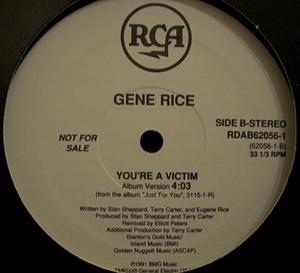 RCA
GENE RICE
NOT FOR
SALE
SIDE B-STEREO
RDAB62056-1
(62056-1-B)
33 1/3 RPM
YOU'RE A VICTIM
Album Version 4:03
(from the album "Just For You", 3115-1-R)
Written by Stan Sheppard, Terry Carter, and Eugene Rice
Produced by Stan Sheppard and Terry Carter
Remixed by Elliott Peters
Additional Production by Terry Carter
Stanton's Gold Music/
Island Music (BMI)
Golden Nuggett Music (ASCAP)
℗1991 BMG Music
General Electric